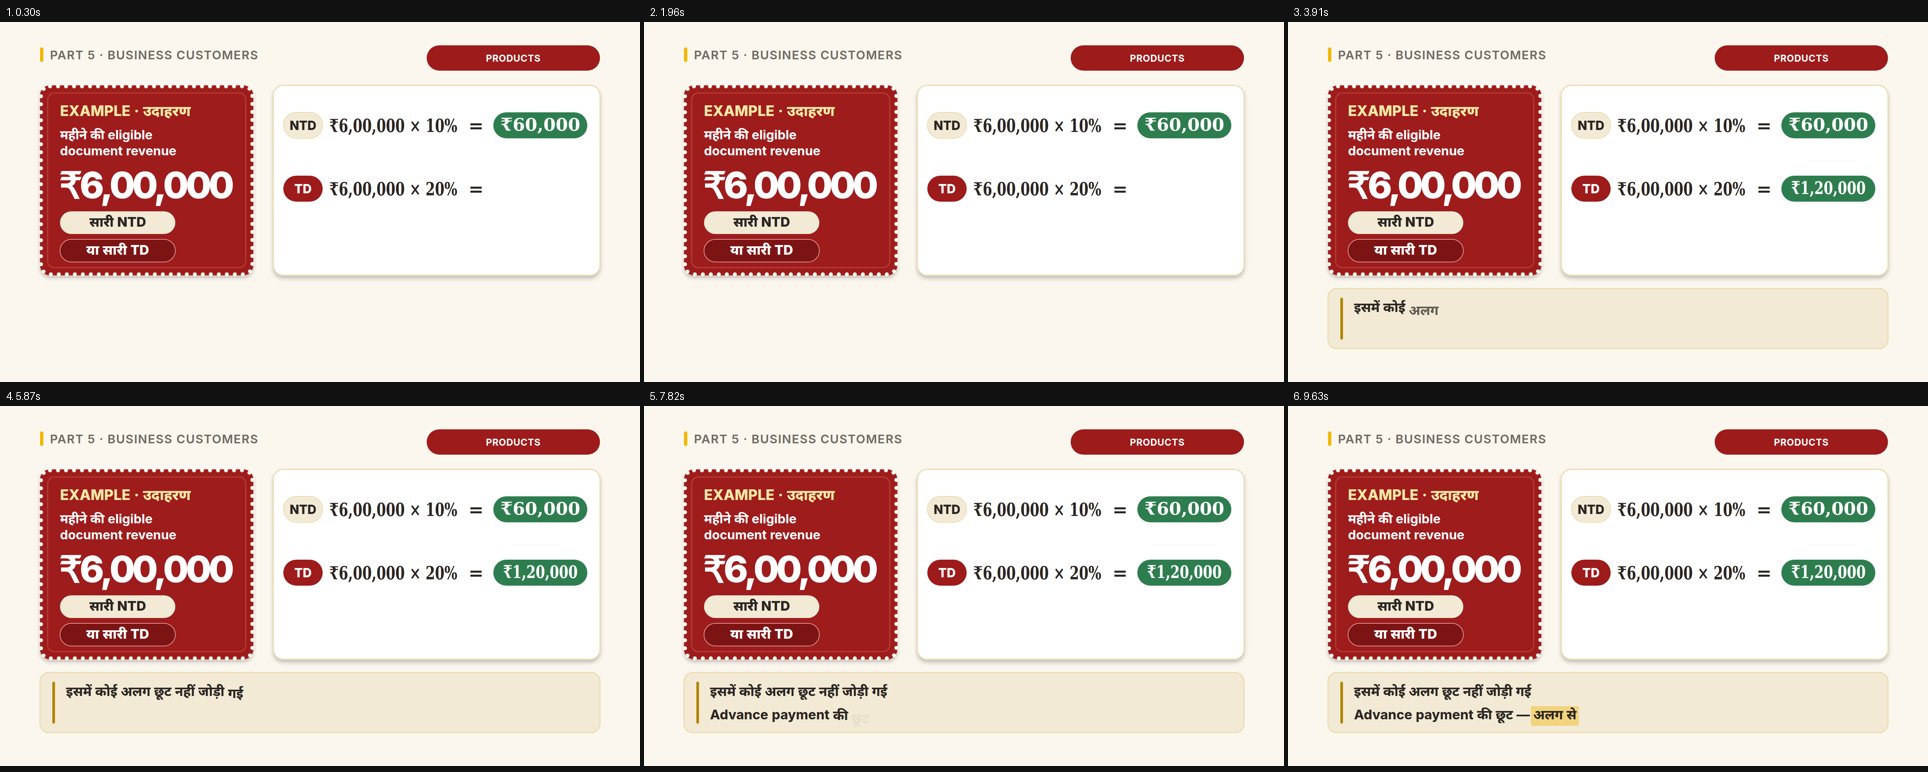 1. 0.30s
PART 5 · BUSINESS CUSTOMERS
PRODUCTS
EXAMPLE · उदाहरण
महीने की eligible
document revenue
₹6,00,000
सारी NTD
या सारी TD
NTD ₹6,00,000 × 10% = ₹60,000
TD ₹6,00,000 × 20% =
2. 1.96s
PART 5 · BUSINESS CUSTOMERS
PRODUCTS
EXAMPLE · उदाहरण
महीने की eligible
document revenue
₹6,00,000
सारी NTD
या सारी TD
NTD ₹6,00,000 × 10% = ₹60,000
TD ₹6,00,000 × 20% =
3. 3.91s
PART 5 · BUSINESS CUSTOMERS
PRODUCTS
EXAMPLE · उदाहरण
महीने की eligible
document revenue
₹6,00,000
सारी NTD
या सारी TD
NTD ₹6,00,000 × 10% = ₹60,000
TD ₹6,00,000 × 20% = ₹1,20,000
इसमें कोई अलग
4. 5.87s
PART 5 · BUSINESS CUSTOMERS
PRODUCTS
EXAMPLE · उदाहरण
महीने की eligible
document revenue
₹6,00,000
सारी NTD
या सारी TD
NTD ₹6,00,000 × 10% = ₹60,000
TD ₹6,00,000 × 20% = ₹1,20,000
इसमें कोई अलग छूट नहीं जोड़ी गई
5. 7.82s
PART 5 · BUSINESS CUSTOMERS
PRODUCTS
EXAMPLE · उदाहरण
महीने की eligible
document revenue
₹6,00,000
सारी NTD
या सारी TD
NTD ₹6,00,000 × 10% = ₹60,000
TD ₹6,00,000 × 20% = ₹1,20,000
इसमें कोई अलग छूट नहीं जोड़ी गई
Advance payment की छूट
6. 9.63s
PART 5 · BUSINESS CUSTOMERS
PRODUCTS
EXAMPLE · उदाहरण
महीने की eligible
document revenue
₹6,00,000
सारी NTD
या सारी TD
NTD ₹6,00,000 × 10% = ₹60,000
TD ₹6,00,000 × 20% = ₹1,20,000
इसमें कोई अलग छूट नहीं जोड़ी गई
Advance payment की छूट — अलग से